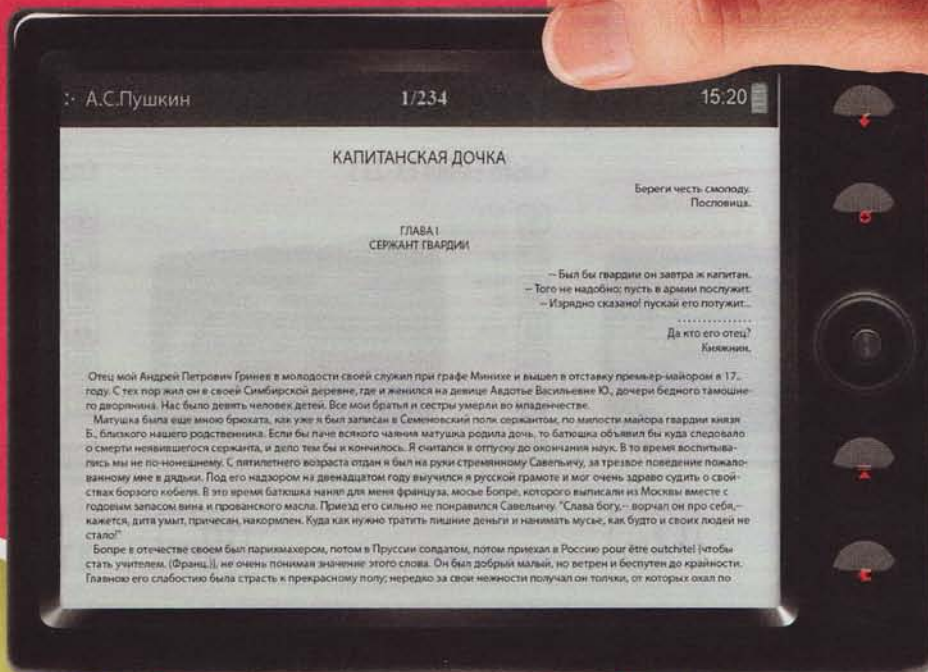 :· А.С.Пушкин 1/234 15:20
КАПИТАНСКАЯ ДОЧКА
Береги честь смолоду.
Пословица.
ГЛАВА I
СЕРЖАНТ ГВАРДИИ
— Был бы гвардии он завтра ж капитан.
— Того не надобно; пусть в армии послужит.
— Изрядно сказано! пускай его потужит...
...............
Да кто его отец?
Княжнин.
Отец мой Андрей Петрович Гринев в молодости своей служил при графе Минихе и вышел в отставку премьер-майором в 17..
году. С тех пор жил он в своей Симбирской деревне, где и женился на девице Авдотье Васильевне Ю., дочери бедного тамошне-
го дворянина. Нас было девять человек детей. Все мои братья и сестры умерли во младенчестве.
Матушка была еще мною брюхата, как уже я был записан в Семеновский полк сержантом, по милости майора гвардии князя
Б., близкого нашего родственника. Если бы паче всякого чаяния матушка родила дочь, то батюшка объявил бы куда следовало
о смерти неявившегося сержанта, и дело тем бы и кончилось. Я считался в отпуску до окончания наук. В то время воспитыва-
лись мы не по-нонешнему. С пятилетнего возраста отдан я был на руки стремянному Савельичу, за трезвое поведение пожало-
ванному мне в дядьки. Под его надзором на двенадцатом году выучился я русской грамоте и мог очень здраво судить о свой-
ствах борзого кобеля. В это время батюшка нанял для меня француза, мосье Бопре, которого выписали из Москвы вместе с
годовым запасом вина и прованского масла. Приезд его сильно не понравился Савельичу. "Слава богу,— ворчал он про себя,—
кажется, дитя умыт, причесан, накормлен. Куда как нужно тратить лишние деньги и нанимать мусье, как будто и своих людей не
стало!"
Бопре в отечестве своем был парикмахером, потом в Пруссии солдатом, потом приехал в Россию pour être outchitel (чтобы
стать учителем. (Франц.)), не очень понимая значение этого слова. Он был добрый малый, но ветрен и беспутен до крайности.
Главною его слабостию была страсть к прекрасному полу; нередко за свои нежности получал он толчки, от которых охал по